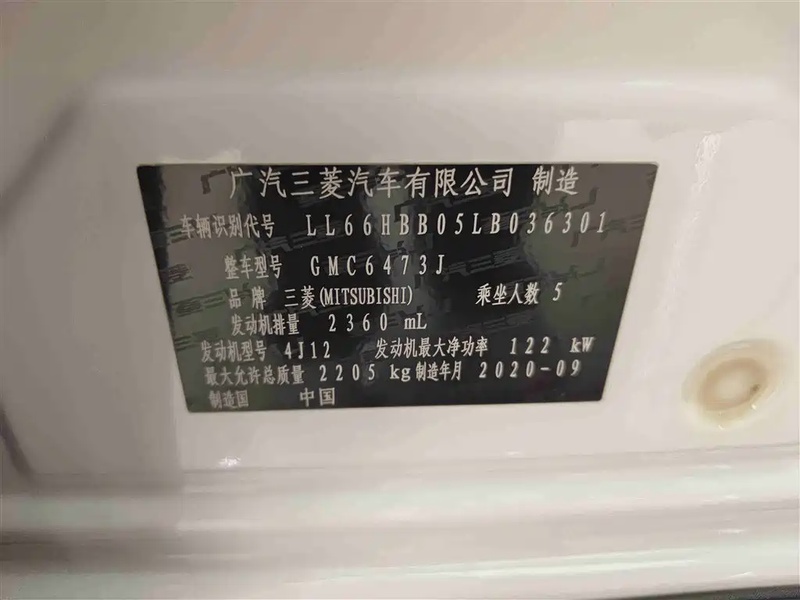 广汽三菱汽车有限公司 制造
车辆识别代号 LL66HBB05LB036301
整车型号 GMC6473J
品牌 三菱(MITSUBISHI) 乘坐人数 5
发动机排量 2360 mL
发动机型号 4J12 发动机最大净功率 122 kW
最大允许总质量 2205 kg 制造年月 2020-09
制造国 中国